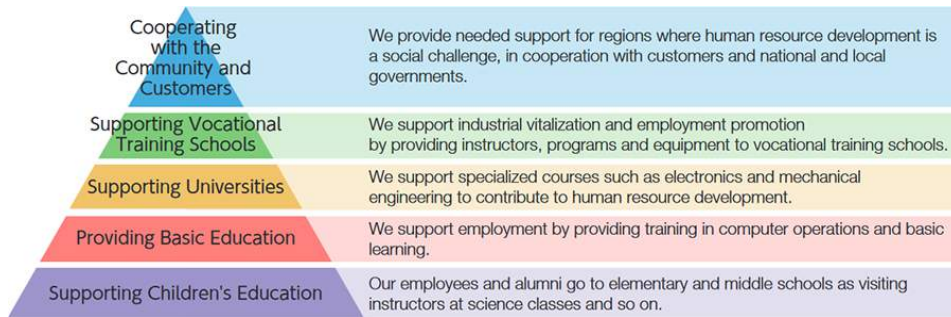 Cooperating
with the
Community and
Customers
We provide needed support for regions where human resource development is
a social challenge, in cooperation with customers and national and local
governments.
Supporting Vocational
Training Schools
We support industrial vitalization and employment promotion
by providing instructors, programs and equipment to vocational training schools.
Supporting Universities
We support specialized courses such as electronics and mechanical
engineering to contribute to human resource development.
Providing Basic Education
We support employment by providing training in computer operations and basic
learning.
Supporting Children's Education
Our employees and alumni go to elementary and middle schools as visiting
instructors at science classes and so on.